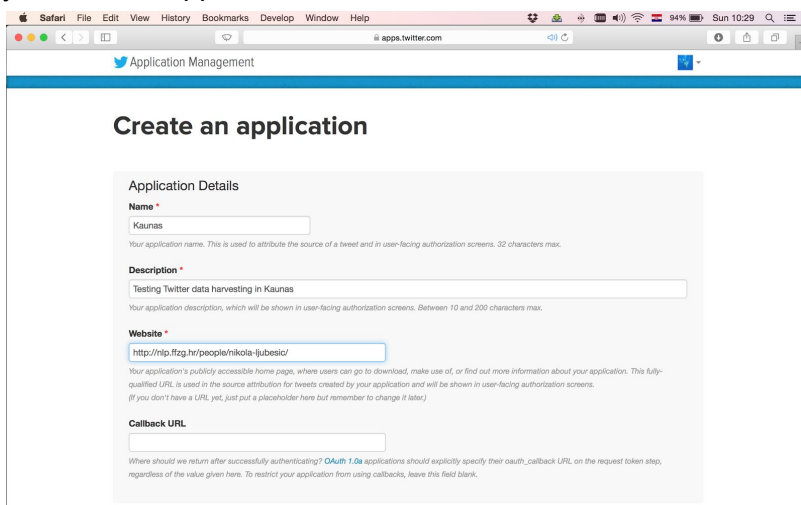 Safari File Edit View History Bookmarks Develop Window Help 94% Sun 10:29
apps.twitter.com
Application Management
Create an application
Application Details
Name *
Kaunas
Your application name. This is used to attribute the source of a tweet and in user-facing authorization screens. 32 characters max.
Description *
Testing Twitter data harvesting in Kaunas
Your application description, which will be shown in user-facing authorization screens. Between 10 and 200 characters max.
Website *
http://nlp.ffzg.hr/people/nikola-ljubesic/
Your application's publicly accessible home page, where users can go to download, make use of, or find out more information about your application. This fully-
qualified URL is used in the source attribution for tweets created by your application and will be shown in user-facing authorization screens.
(If you don't have a URL yet, just put a placeholder here but remember to change it later.)
Callback URL
Where should we return after successfully authenticating? OAuth 1.0a applications should explicitly specify their oauth_callback URL on the request token step,
regardless of the value given here. To restrict your application from using callbacks, leave this field blank.